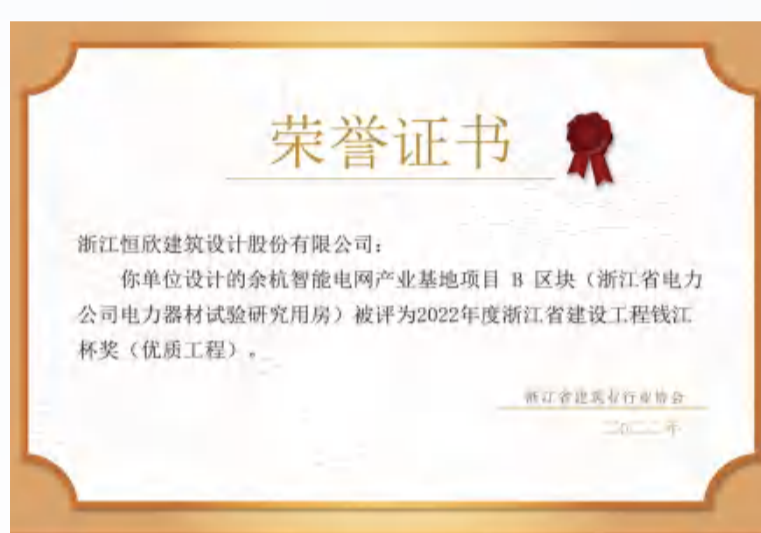 荣誉证书
浙江恒欣建筑设计股份有限公司：
你单位设计的余杭智能电网产业基地项目 B 区块（浙江省电力
公司电力器材试验研究用房）被评为2022年度浙江省建设工程钱江
杯奖（优质工程）。
浙江省建筑业行业协会
二〇二二年